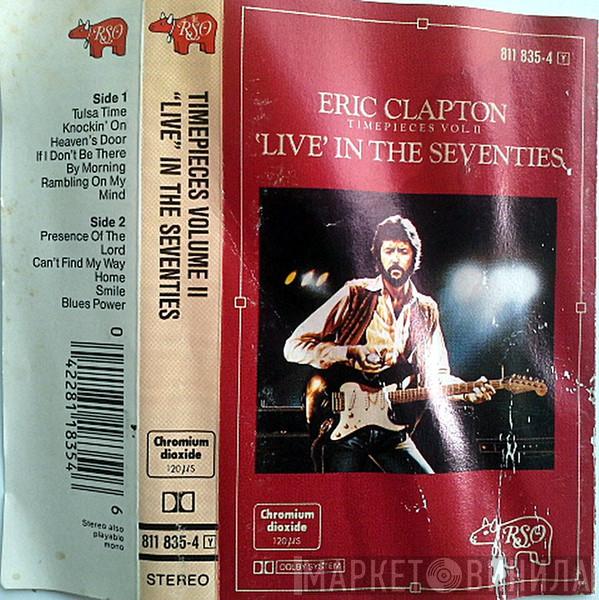 RSO
Side 1
Tulsa Time
Knockin' On
Heaven's Door
If I Don't Be There
By Morning
Rambling On My
Mind
Side 2
Presence Of The
Lord
Can't Find My Way
Home
Smile
Blues Power
0
42281 18354
6
Stereo also
playable
mono
RSO
TIMEPIECES VOLUME II
"LIVE" IN THE SEVENTIES
Chromium
dioxide
120 µS
811 835-4 Y
STEREO
811 835-4 Y
ERIC CLAPTON
TIMEPIECES VOL II
'LIVE' IN THE SEVENTIES
Chromium
dioxide
120 µS
DOLBY SYSTEM
RSO
МАРКЕТ ВИНИЛА